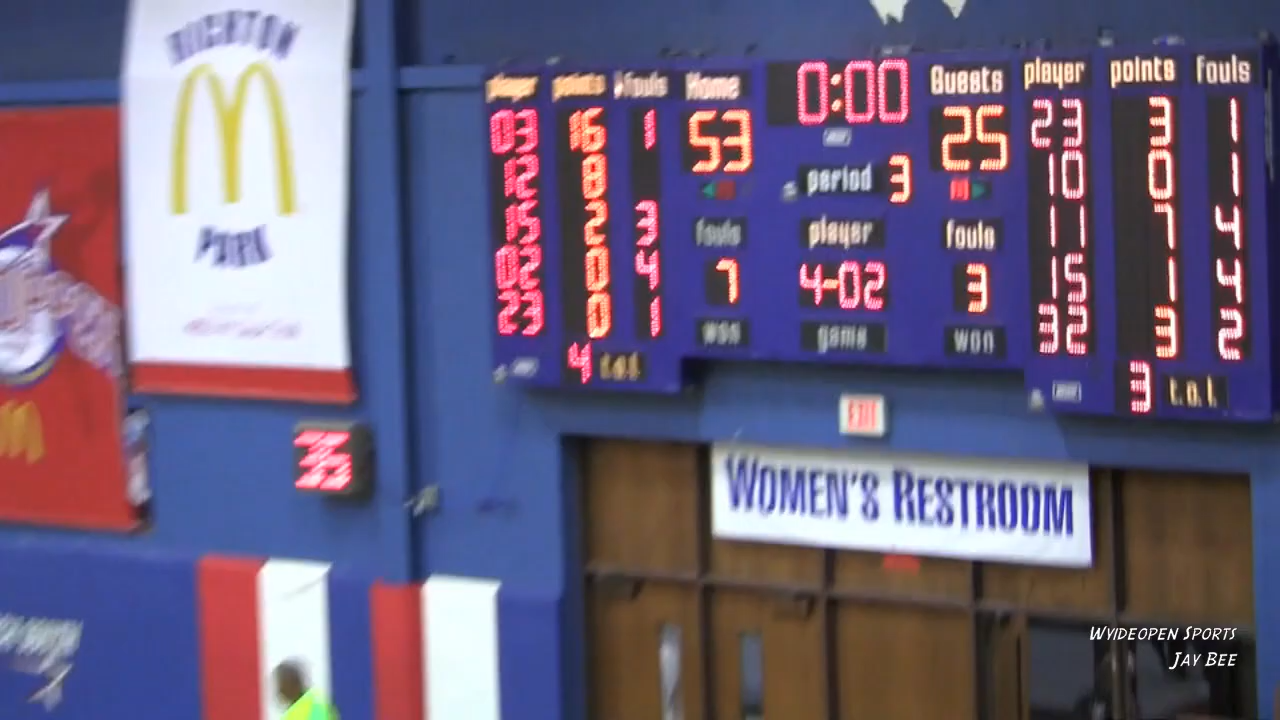 RICHTON
PARK
35
player points fouls
03 16 1
12 8
15 2 3
02 0 4
23 0 1
4 t.o.l.
Home 0:00 Guests
53 25
period 3
fouls player fouls
7 4-02 3
won game won
player points fouls
23 3 1
10 0 1
11 7 4
15 1 4
32 3 2
3 t.o.l.
EXIT
WOMEN'S RESTROOM
WYIDEOPEN SPORTS
JAY BEE